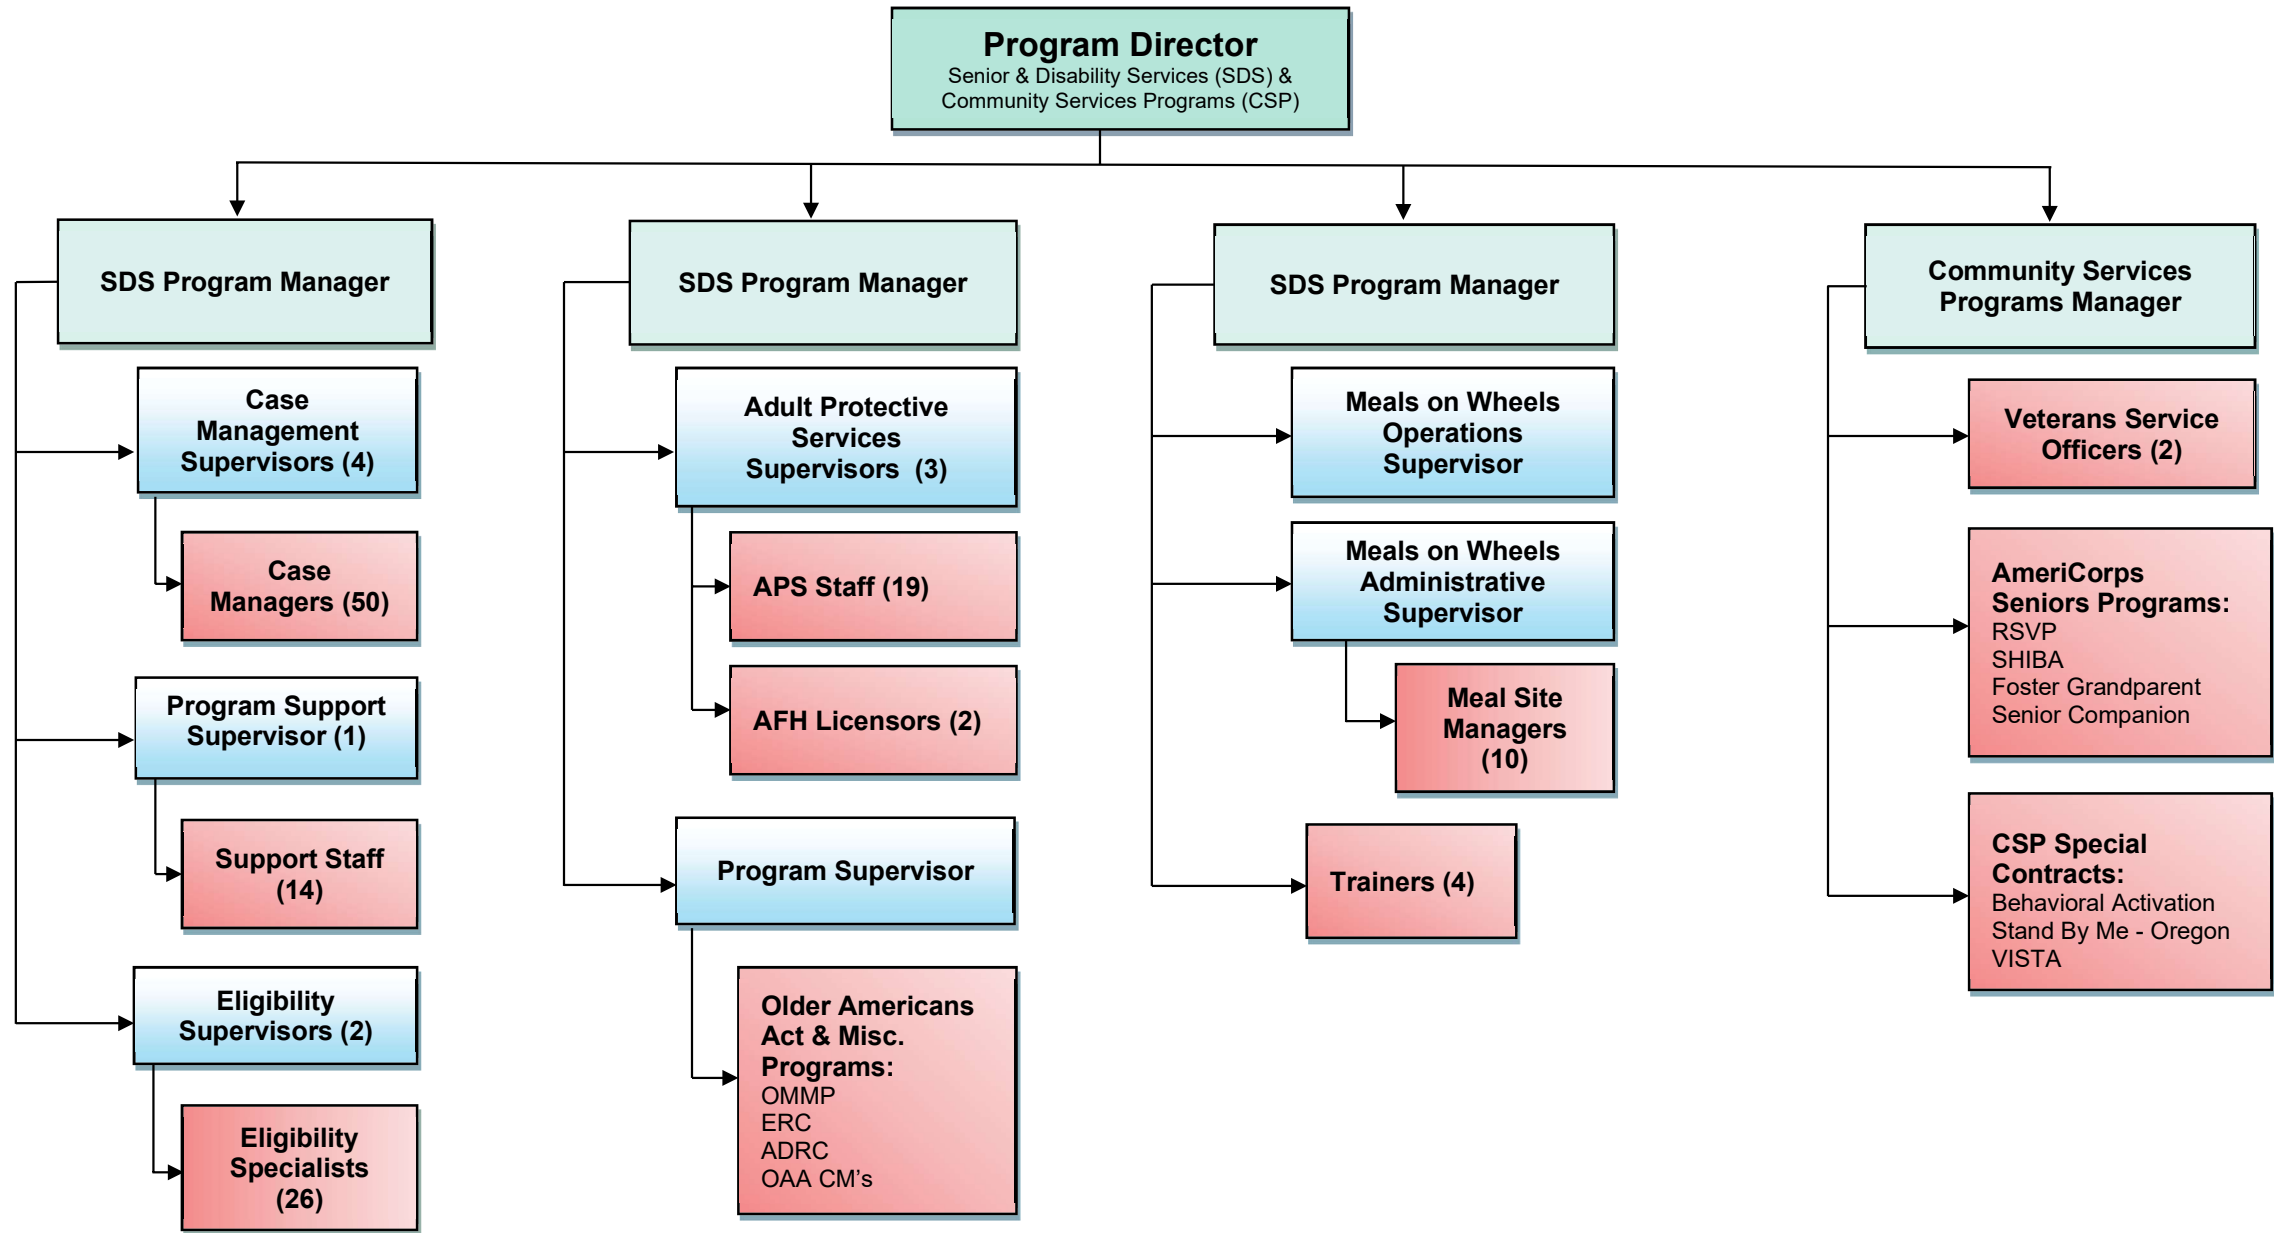 Program Director
Senior & Disability Services (SDS) &
Community Services Programs (CSP)
SDS Program Manager
Case
Management
Supervisors (4)
Case
Managers (50)
Program Support
Supervisor (1)
Support Staff
(14)
Eligibility
Supervisors (2)
Eligibility
Specialists
(26)
SDS Program Manager
Adult Protective
Services
Supervisors (3)
APS Staff (19)
AFH Licensors (2)
Program Supervisor
Older Americans
Act & Misc.
Programs:
OMMP
ERC
ADRC
OAA CM’s
SDS Program Manager
Meals on Wheels
Operations
Supervisor
Meals on Wheels
Administrative
Supervisor
Meal Site
Managers
(10)
Trainers (4)
Community Services
Programs Manager
Veterans Service
Officers (2)
AmeriCorps
Seniors Programs:
RSVP
SHIBA
Foster Grandparent
Senior Companion
CSP Special
Contracts:
Behavioral Activation
Stand By Me - Oregon
VISTA